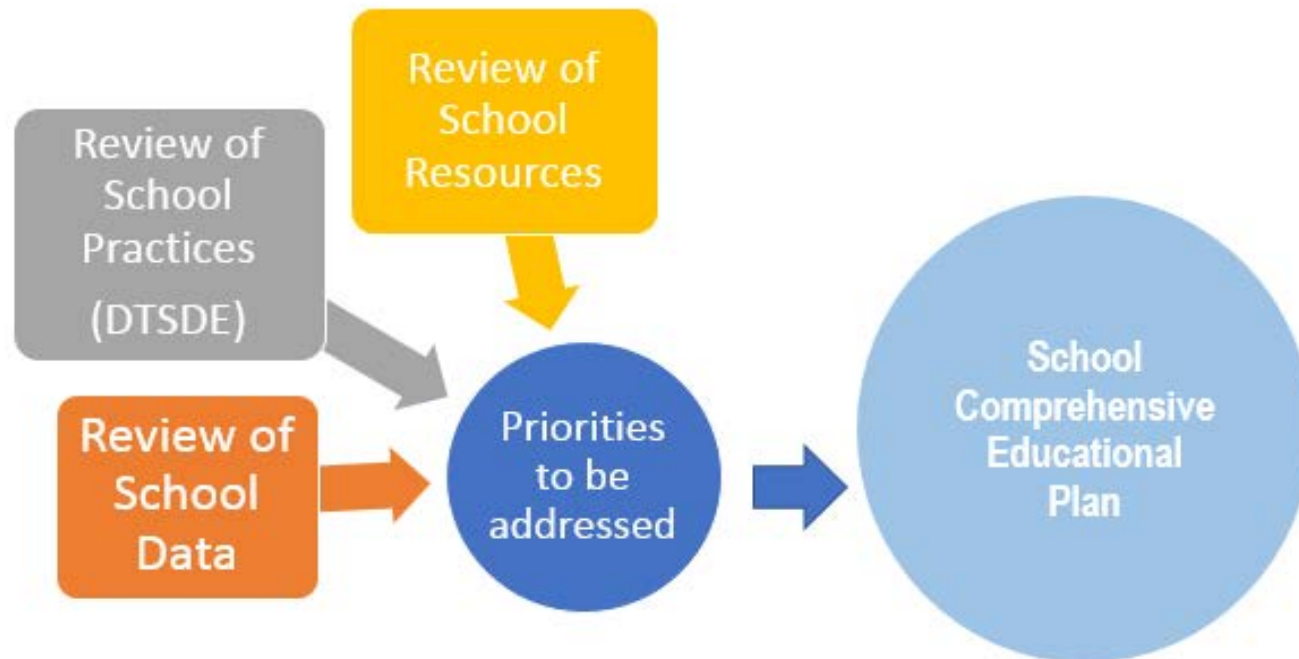 Review of
School
Resources
Review of
School
Practices
(DTSDE)
Review of
School
Data
Priorities
to be
addressed
School
Comprehensive
Educational
Plan